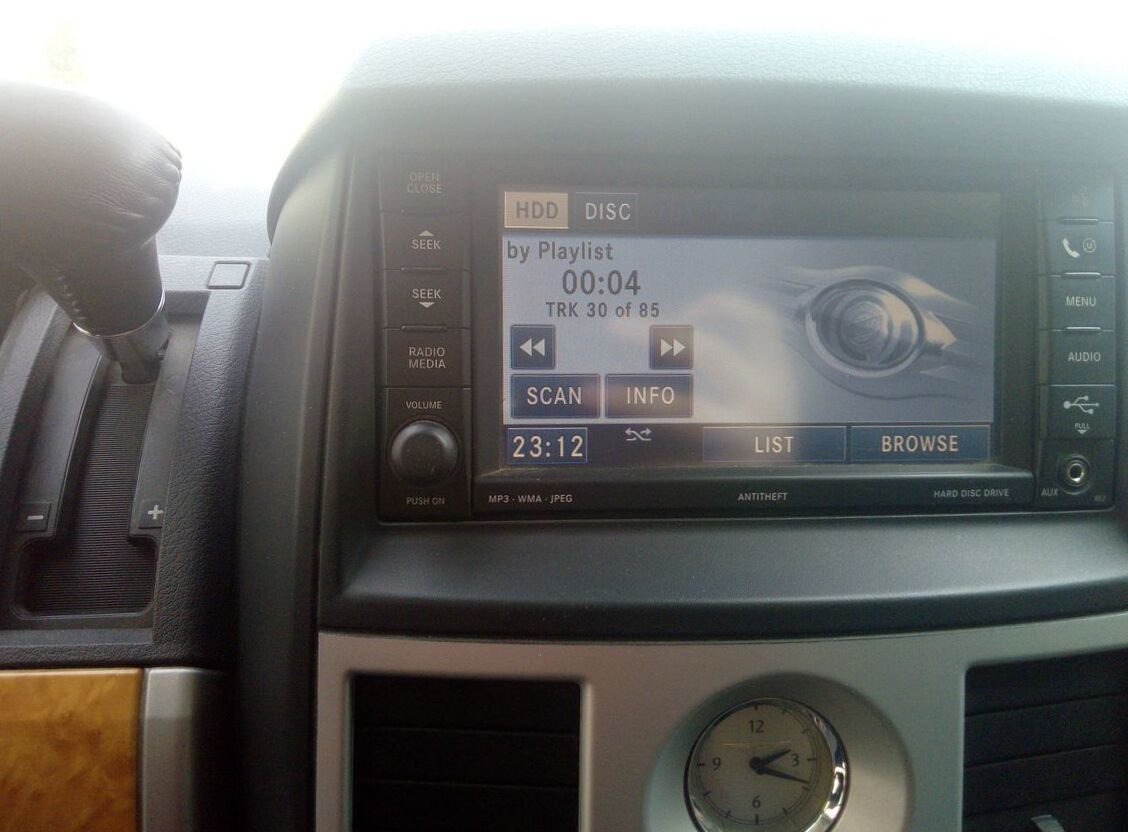 OPEN
CLOSE
SEEK
SEEK
RADIO
MEDIA
VOLUME
PUSH ON
HDD DISC
by Playlist
00:04
TRK 30 of 85
SCAN INFO
23:12 LIST BROWSE
MP3 · WMA · JPEG ANTITHEFT HARD DISC DRIVE
MENU
AUDIO
PULL
AUX
- +
12
9 3
6